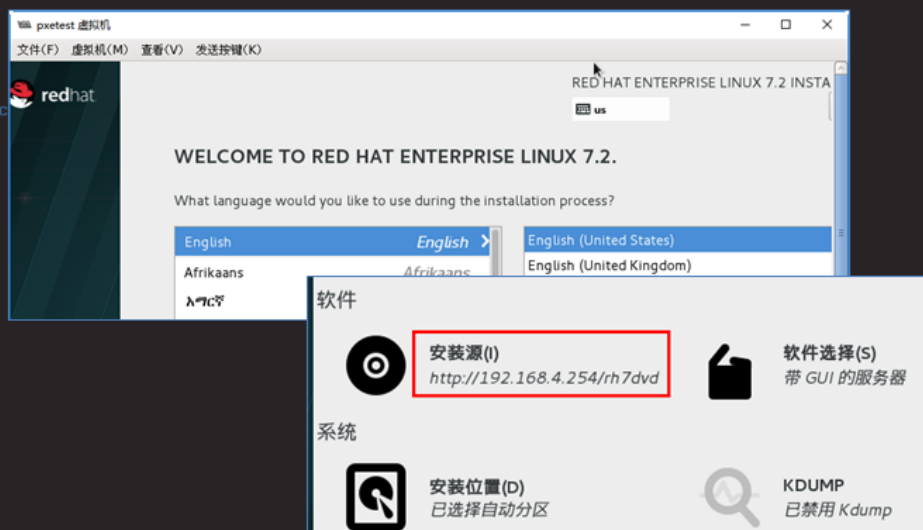 pxetest 虚拟机
文件(F) 虚拟机(M) 查看(V) 发送按键(K)
redhat
RED HAT ENTERPRISE LINUX 7.2 INSTA
us
WELCOME TO RED HAT ENTERPRISE LINUX 7.2.
What language would you like to use during the installation process?
English English
English (United States)
Afrikaans Afrikaans
English (United Kingdom)
አማርኛ
软件
安装源(I)
http://192.168.4.254/rh7dvd
软件选择(S)
带 GUI 的服务器
系统
安装位置(D)
已选择自动分区
KDUMP
已禁用 Kdump